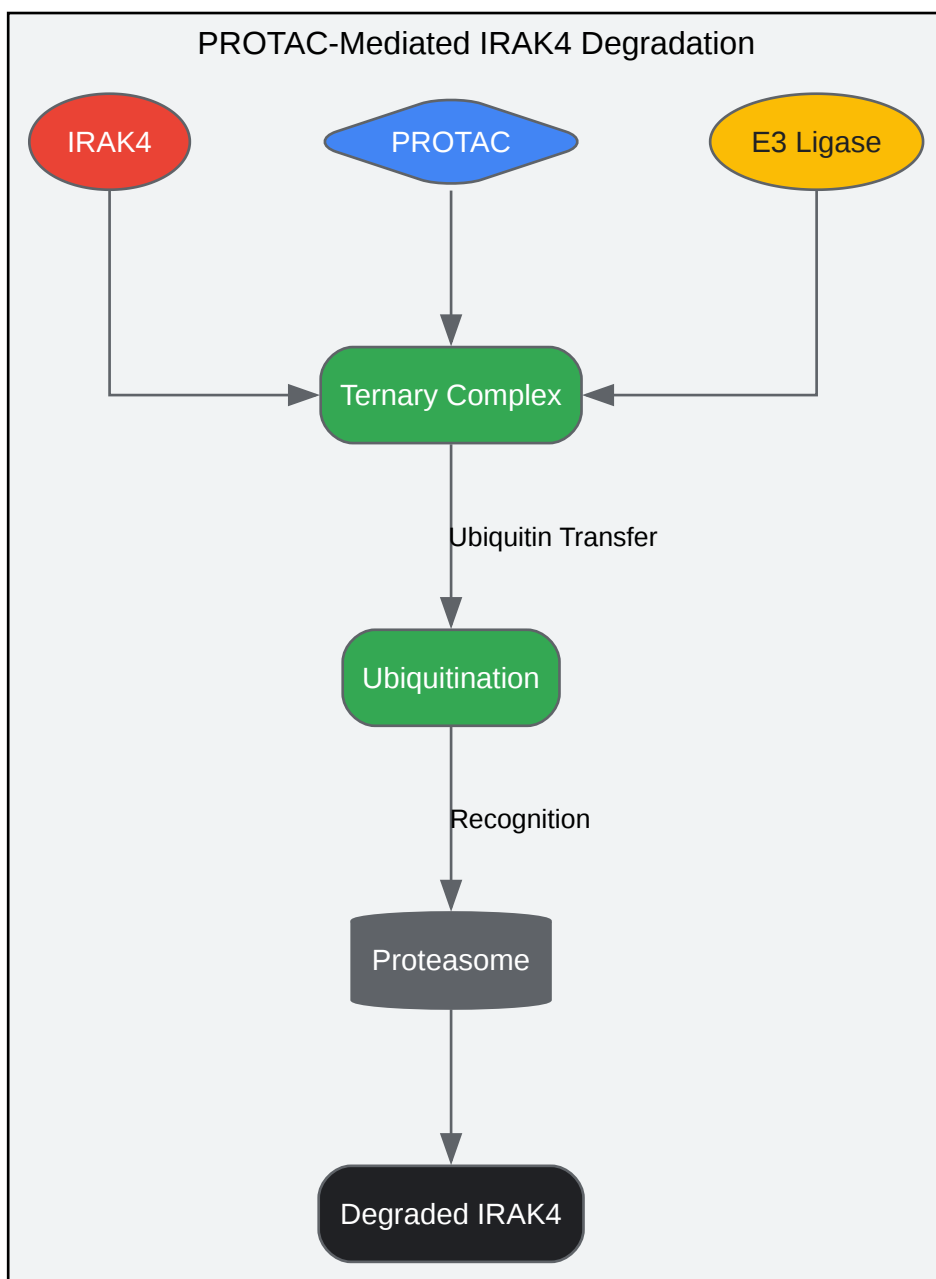 PROTAC-Mediated IRAK4 Degradation
IRAK4
PROTAC
E3 Ligase
Ternary Complex
Ubiquitin Transfer
Ubiquitination
Recognition
Proteasome
Degraded IRAK4